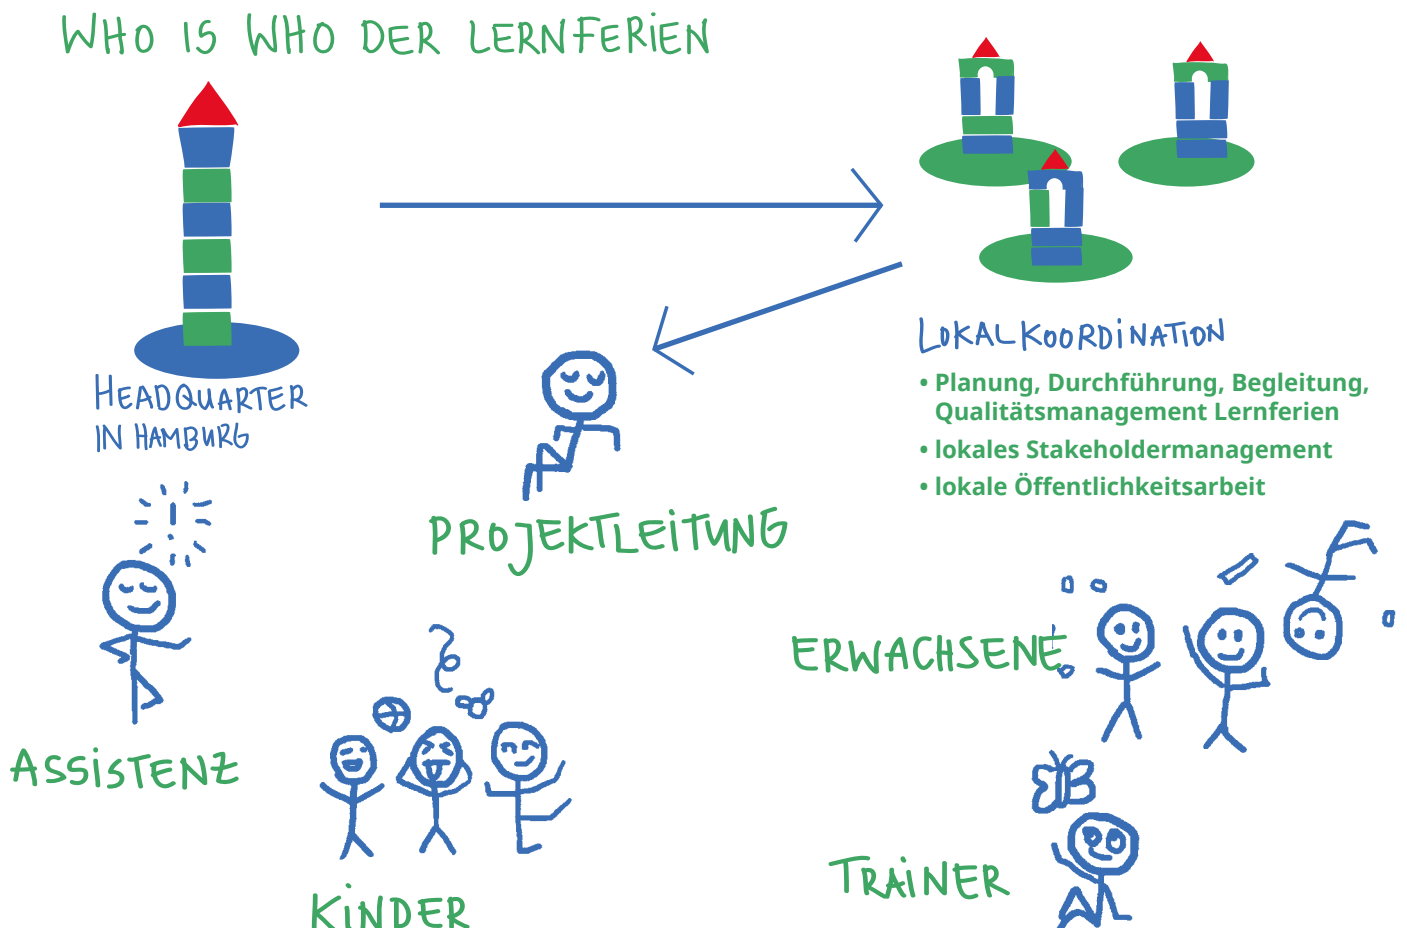 WHO IS WHO DER LERNFERIEN
HEADQUARTER
IN HAMBURG
LOKALKOORDINATION
• Planung, Durchführung, Begleitung,
Qualitätsmanagement Lernferien
• lokales Stakeholdermanagement
• lokale Öffentlichkeitsarbeit
!
PROJEKTLEITUNG
ERWACHSENE
ASSISTENZ
TRAINER
KINDER